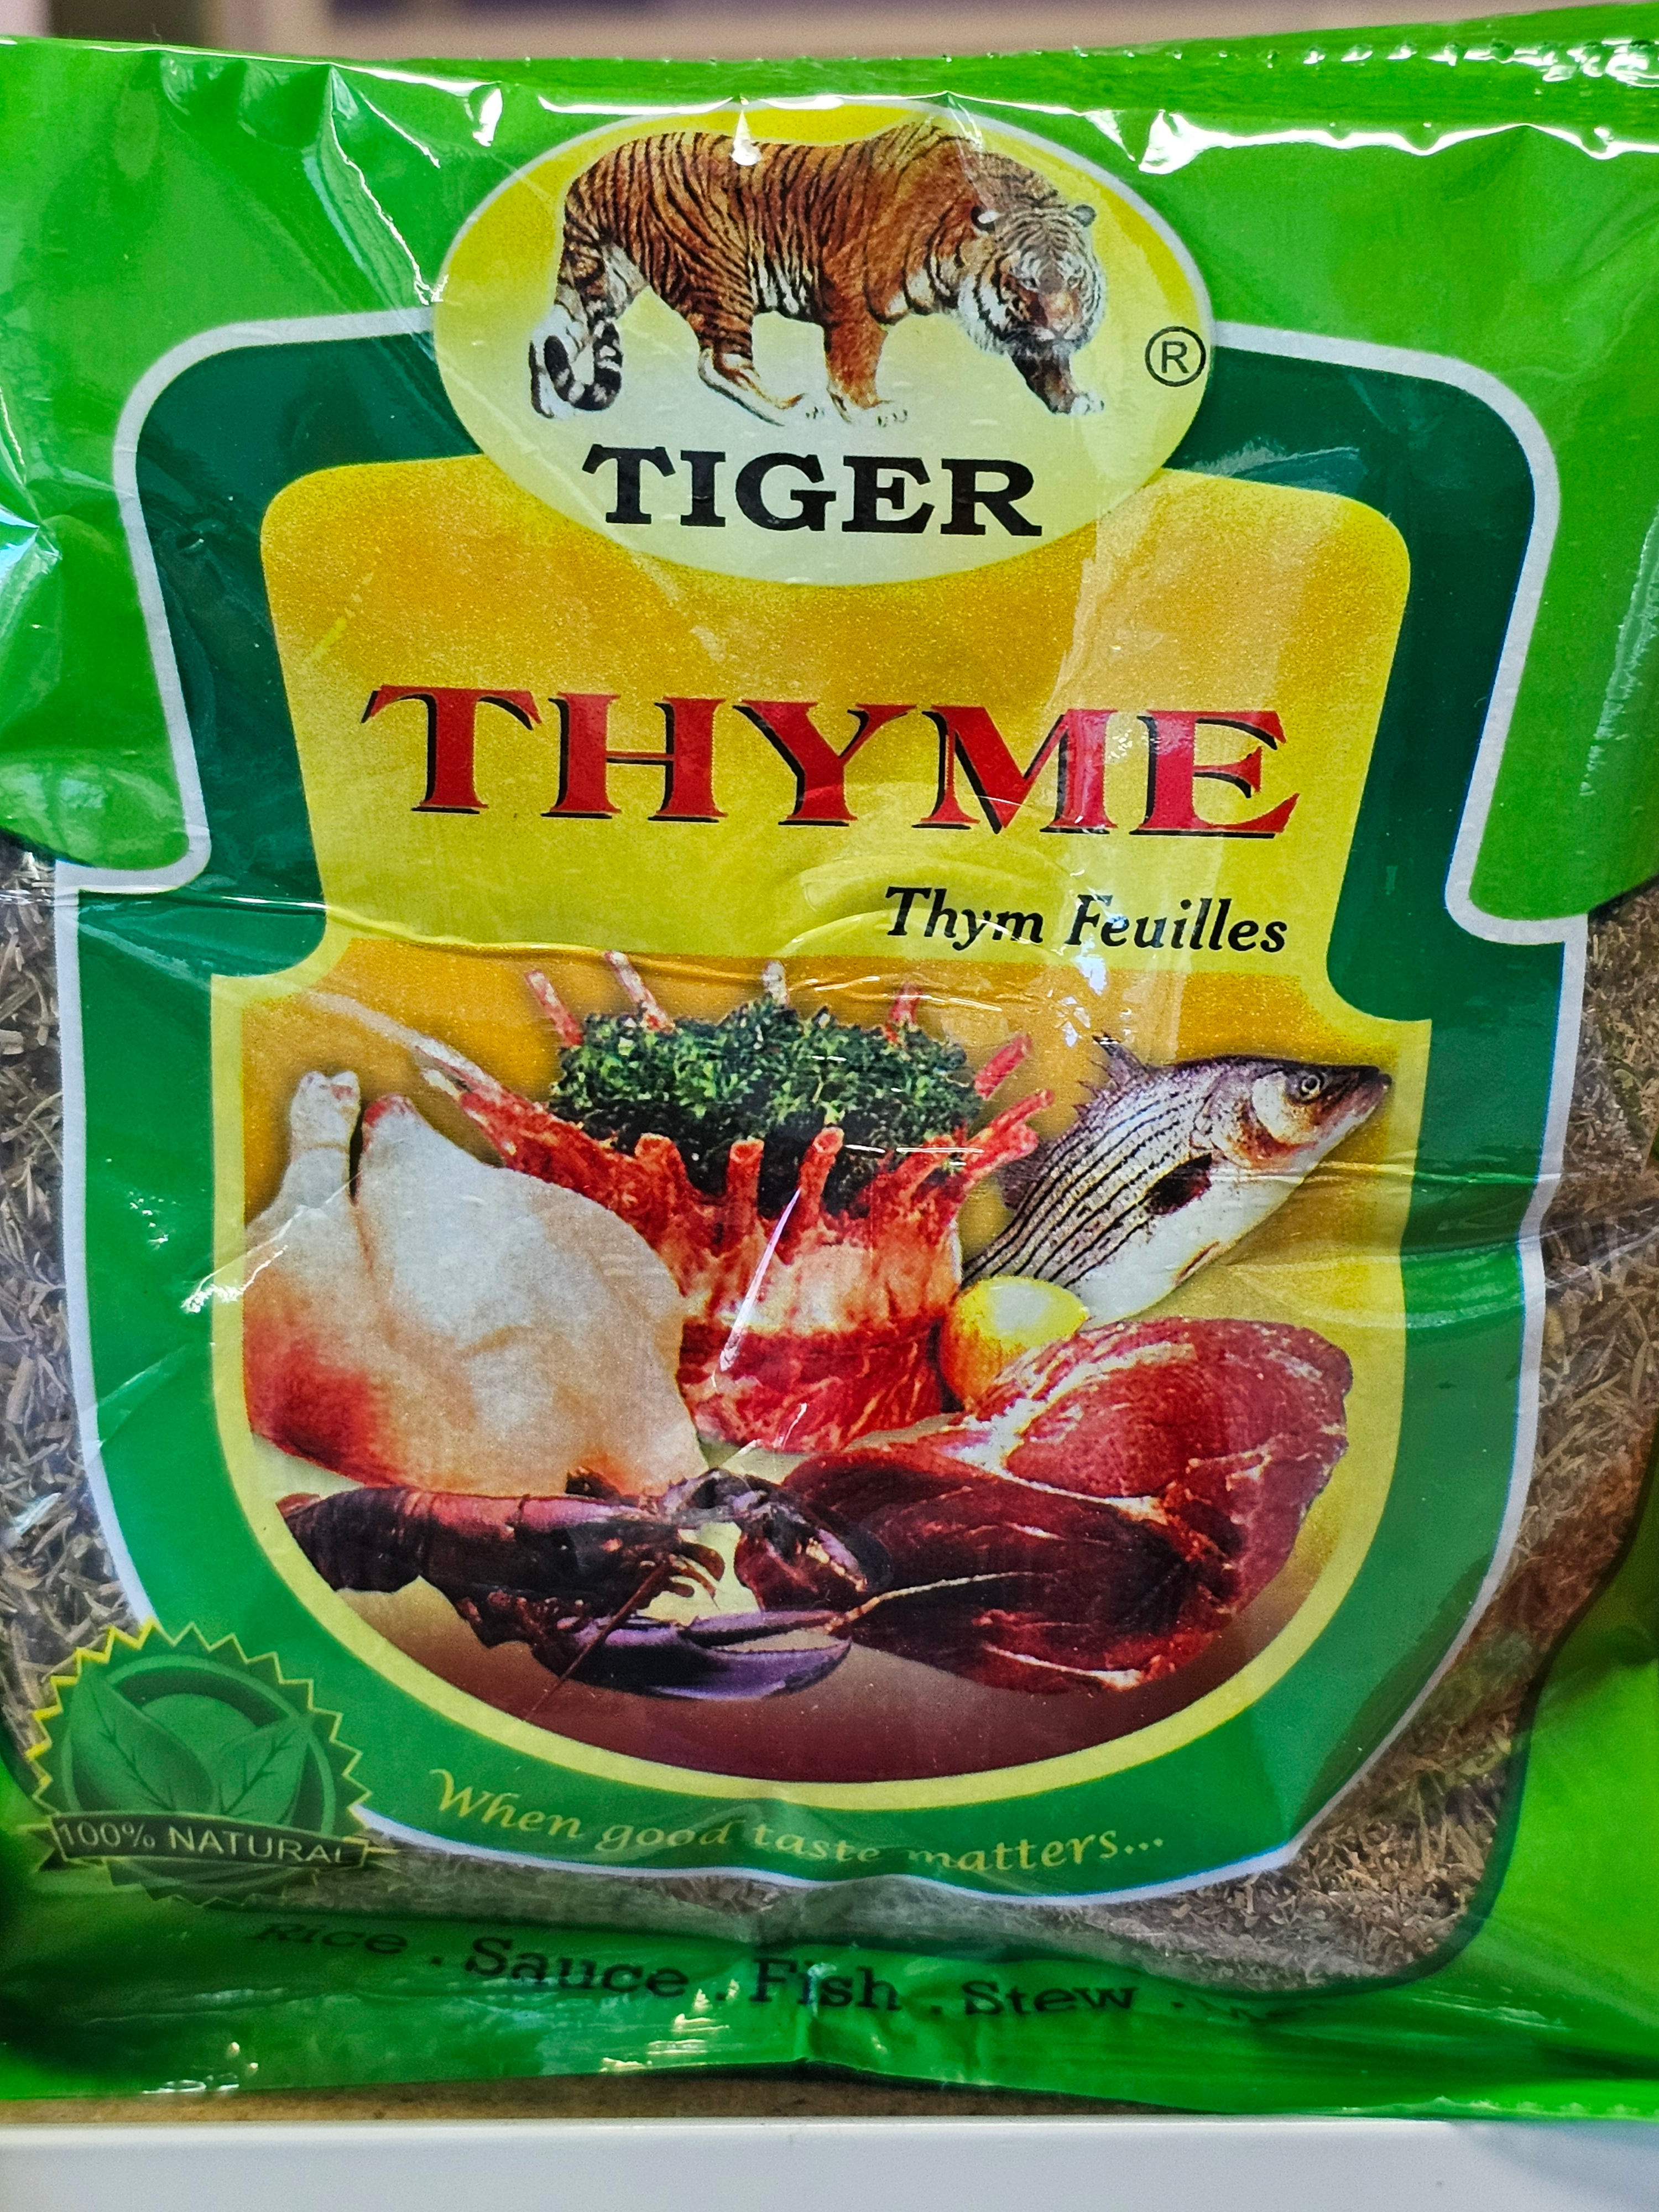 ®
TIGER
THYME
Thym Feuilles
100% NATURAL
When good taste matters...
Rice . Sauce . Fish . Stew .